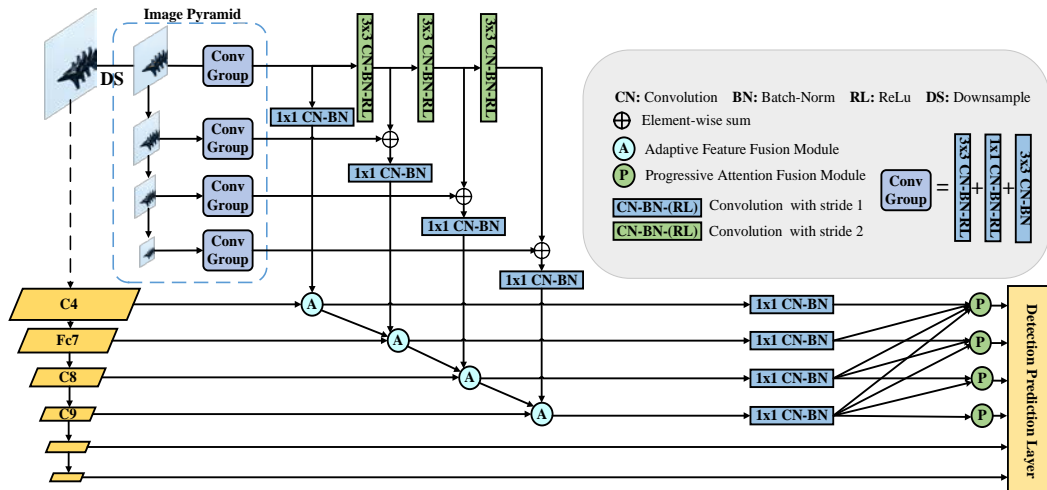 Image Pyramid
DS
Conv
Group
3x3 CN-BN-RL
3x3 CN-BN-RL
3x3 CN-BN-RL
1x1 CN-BN
Conv
Group
1x1 CN-BN
Conv
Group
1x1 CN-BN
Conv
Group
1x1 CN-BN
CN: Convolution BN: Batch-Norm RL: ReLu DS: Downsample
Element-wise sum
A Adaptive Feature Fusion Module
P Progressive Attention Fusion Module
CN-BN-(RL) Convolution with stride 1
CN-BN-(RL) Convolution with stride 2
Conv
Group
=
3x3 CN-BN-RL
+
1x1 CN-BN-RL
+
3x3 CN-BN
C4
A
1x1 CN-BN
P
Fc7
A
1x1 CN-BN
P
C8
A
1x1 CN-BN
P
C9
A
1x1 CN-BN
P
Detection Prediction
Layer